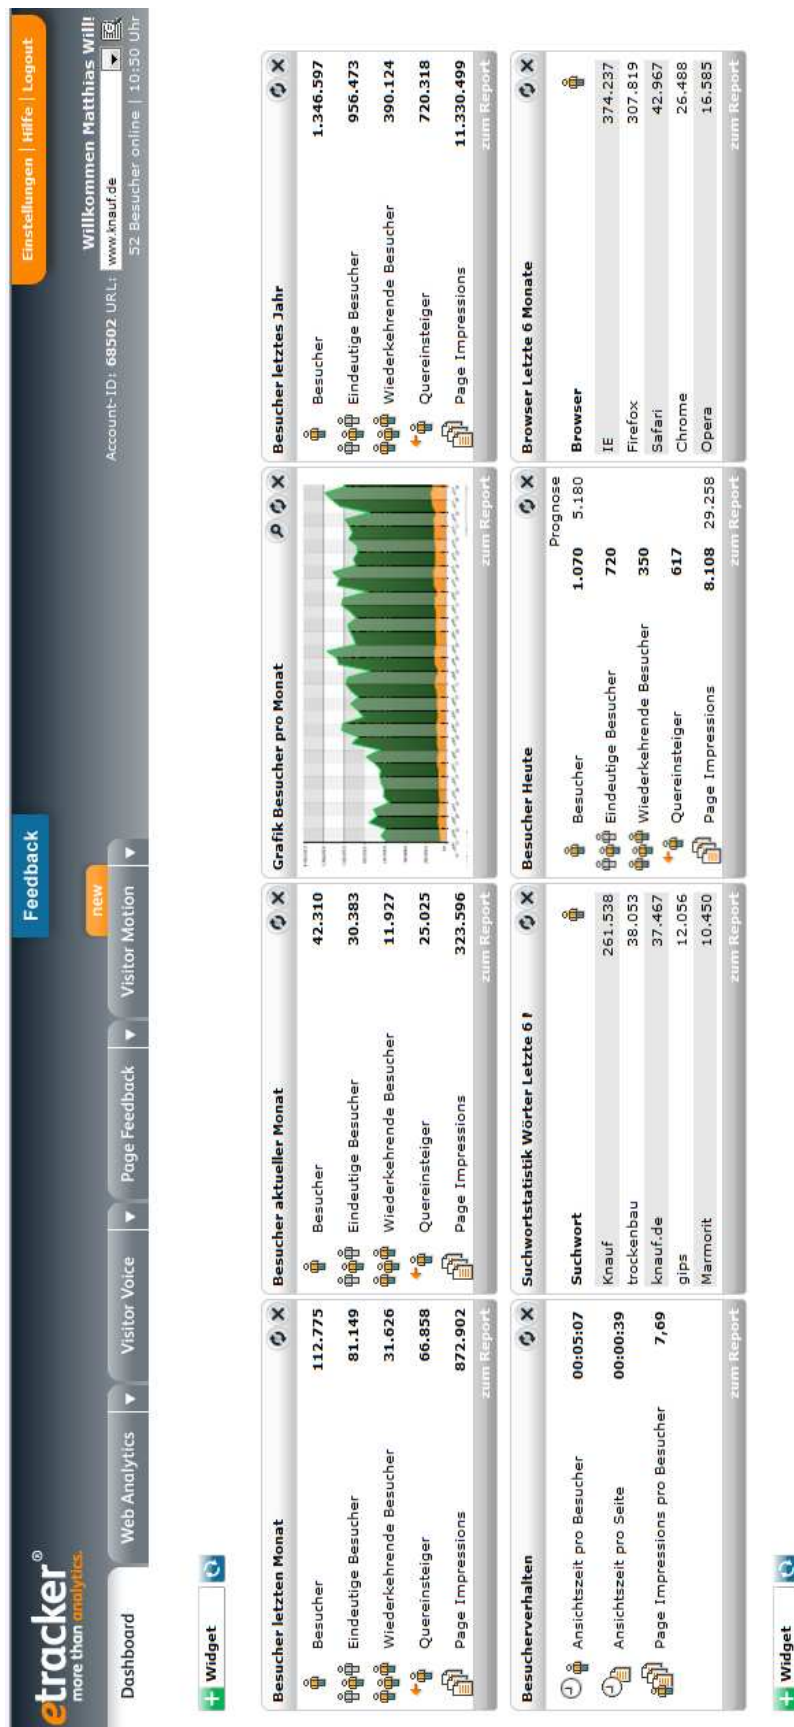 etracker®
more than analytics.
Feedback
Einstellungen | Hilfe | Logout
Willkommen Matthias Will!
Account-ID: 68502 URL: www.knauf.de
52 Besucher online | 10:50 Uhr
new
Dashboard
Web Analytics
Visitor Voice
Page Feedback
Visitor Motion
Widget
Besucher letzten Monat
Besucher 112.775
Eindeutige Besucher 81.149
Wiederkehrende Besucher 31.626
Quereinsteiger 66.858
Page Impressions 872.902
zum Report
Besucher aktueller Monat
Besucher 42.310
Eindeutige Besucher 30.383
Wiederkehrende Besucher 11.927
Quereinsteiger 25.025
Page Impressions 323.596
zum Report
Grafik Besucher pro Monat
zum Report
Besucher letztes Jahr
Besucher 1.346.597
Eindeutige Besucher 956.473
Wiederkehrende Besucher 390.124
Quereinsteiger 720.318
Page Impressions 11.330.499
zum Report
Besucherverhalten
Ansichtszeit pro Besucher 00:05:07
Ansichtszeit pro Seite 00:00:39
Page Impressions pro Besucher 7,69
zum Report
Suchwortstatistik Wörter Letzte 6
Suchwort
Knauf 261.538
trockenbau 38.053
knauf.de 37.467
gips 12.056
Marmorit 10.450
zum Report
Besucher Heute
Prognose
Besucher 1.070 5.180
Eindeutige Besucher 720
Wiederkehrende Besucher 350
Quereinsteiger 617
Page Impressions 8.108 29.258
zum Report
Browser Letzte 6 Monate
Browser
IE 374.237
Firefox 307.819
Safari 42.967
Chrome 26.488
Opera 16.585
zum Report
Widget